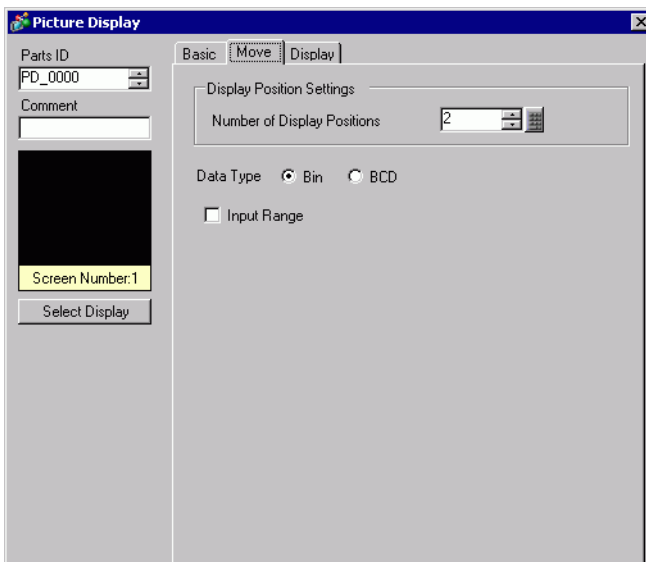 Picture Display
Parts ID
PD_0000
Comment
Screen Number:1
Select Display
Basic Move Display
Display Position Settings
Number of Display Positions 2
Data Type Bin BCD
Input Range